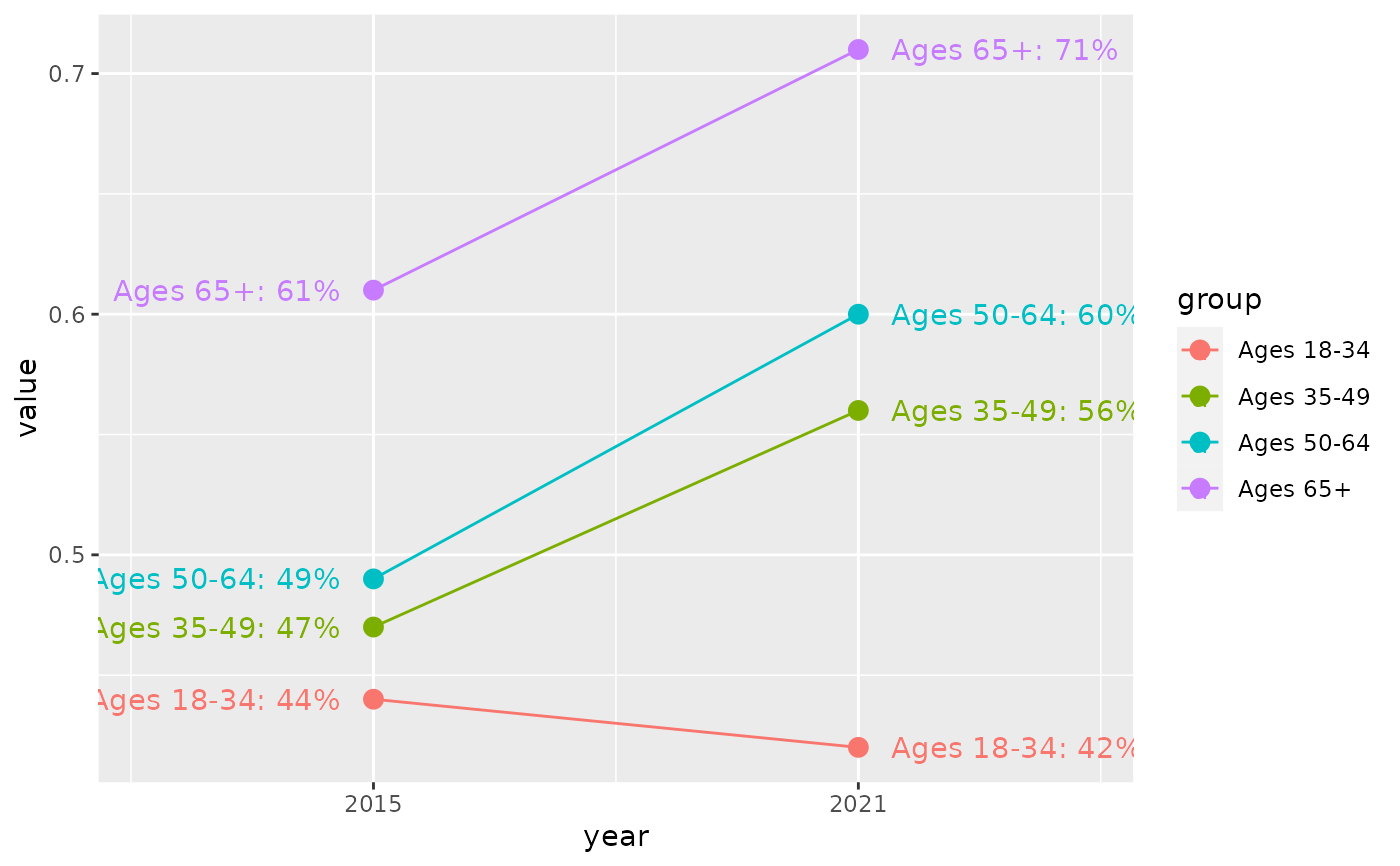 0.7
0.6
0.5
value
Ages 65+: 71%
Ages 65+: 61%
Ages 50-64: 60%
Ages 35-49: 56%
Ages 50-64: 49%
Ages 35-49: 47%
Ages 18-34: 44%
Ages 18-34: 42%
2015
2021
year
group
Ages 18-34
Ages 35-49
Ages 50-64
Ages 65+